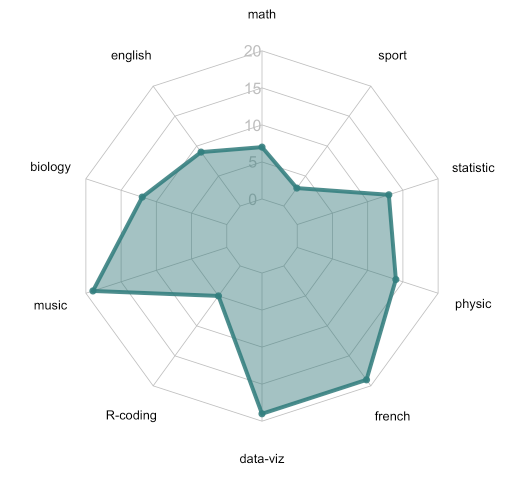 math
sport
english
20
15
10
5
0
biology
statistic
music
physic
R-coding
french
data-viz